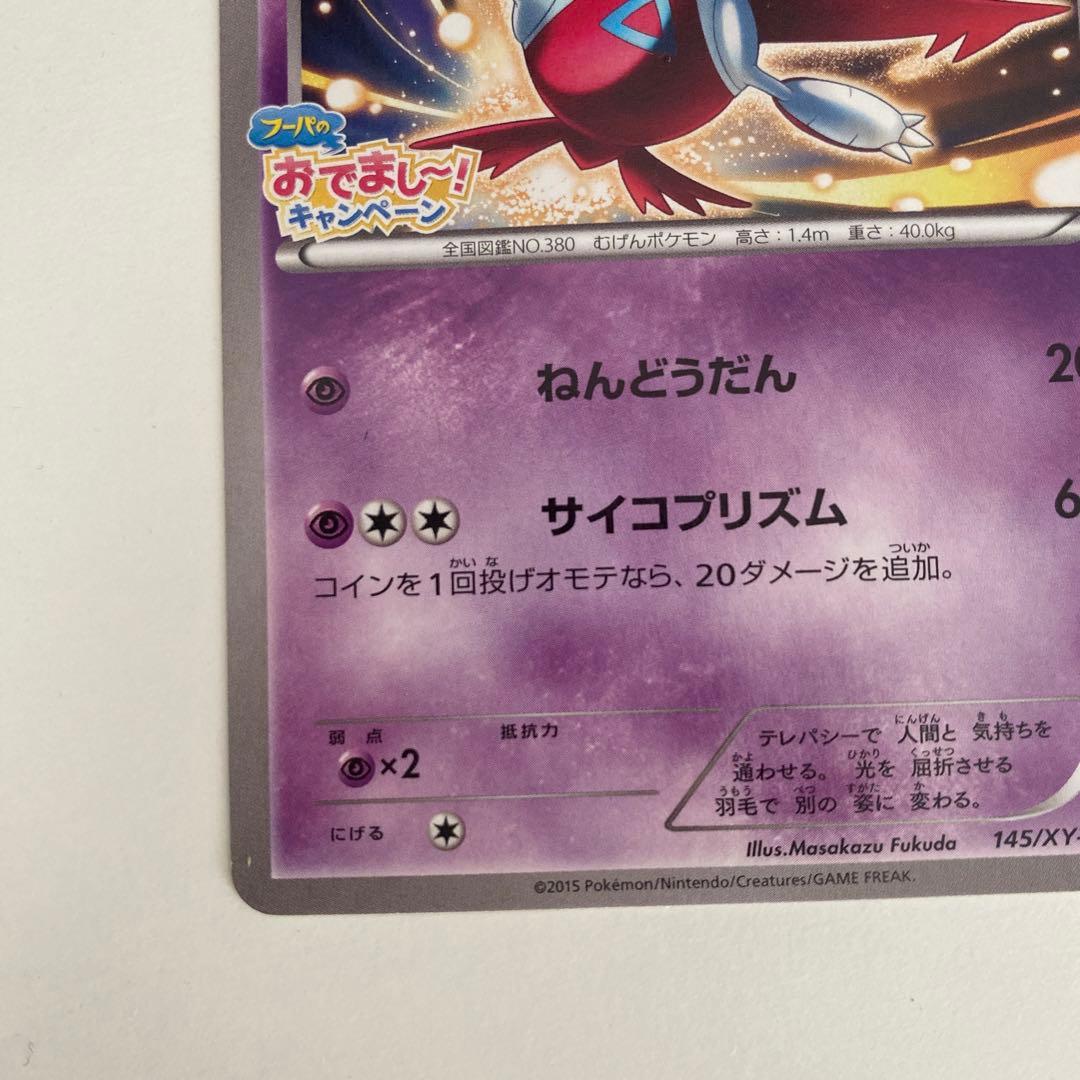 フーパの
おでまし〜!
キャンペーン
全国図鑑NO.380 むげんポケモン 高さ:1.4m 重さ:40.0kg
ねんどうだん 20
サイコプリズム 6
コインを1回投げオモテなら、20ダメージを追加。
弱点 抵抗力
×2
にげる
テレパシーで 人間と 気持ちを
通わせる。 光を 屈折させる
羽毛で 別の 姿に 変わる。
Illus.Masakazu Fukuda 145/XY-
©2015 Pokémon/Nintendo/Creatures/GAME FREAK.